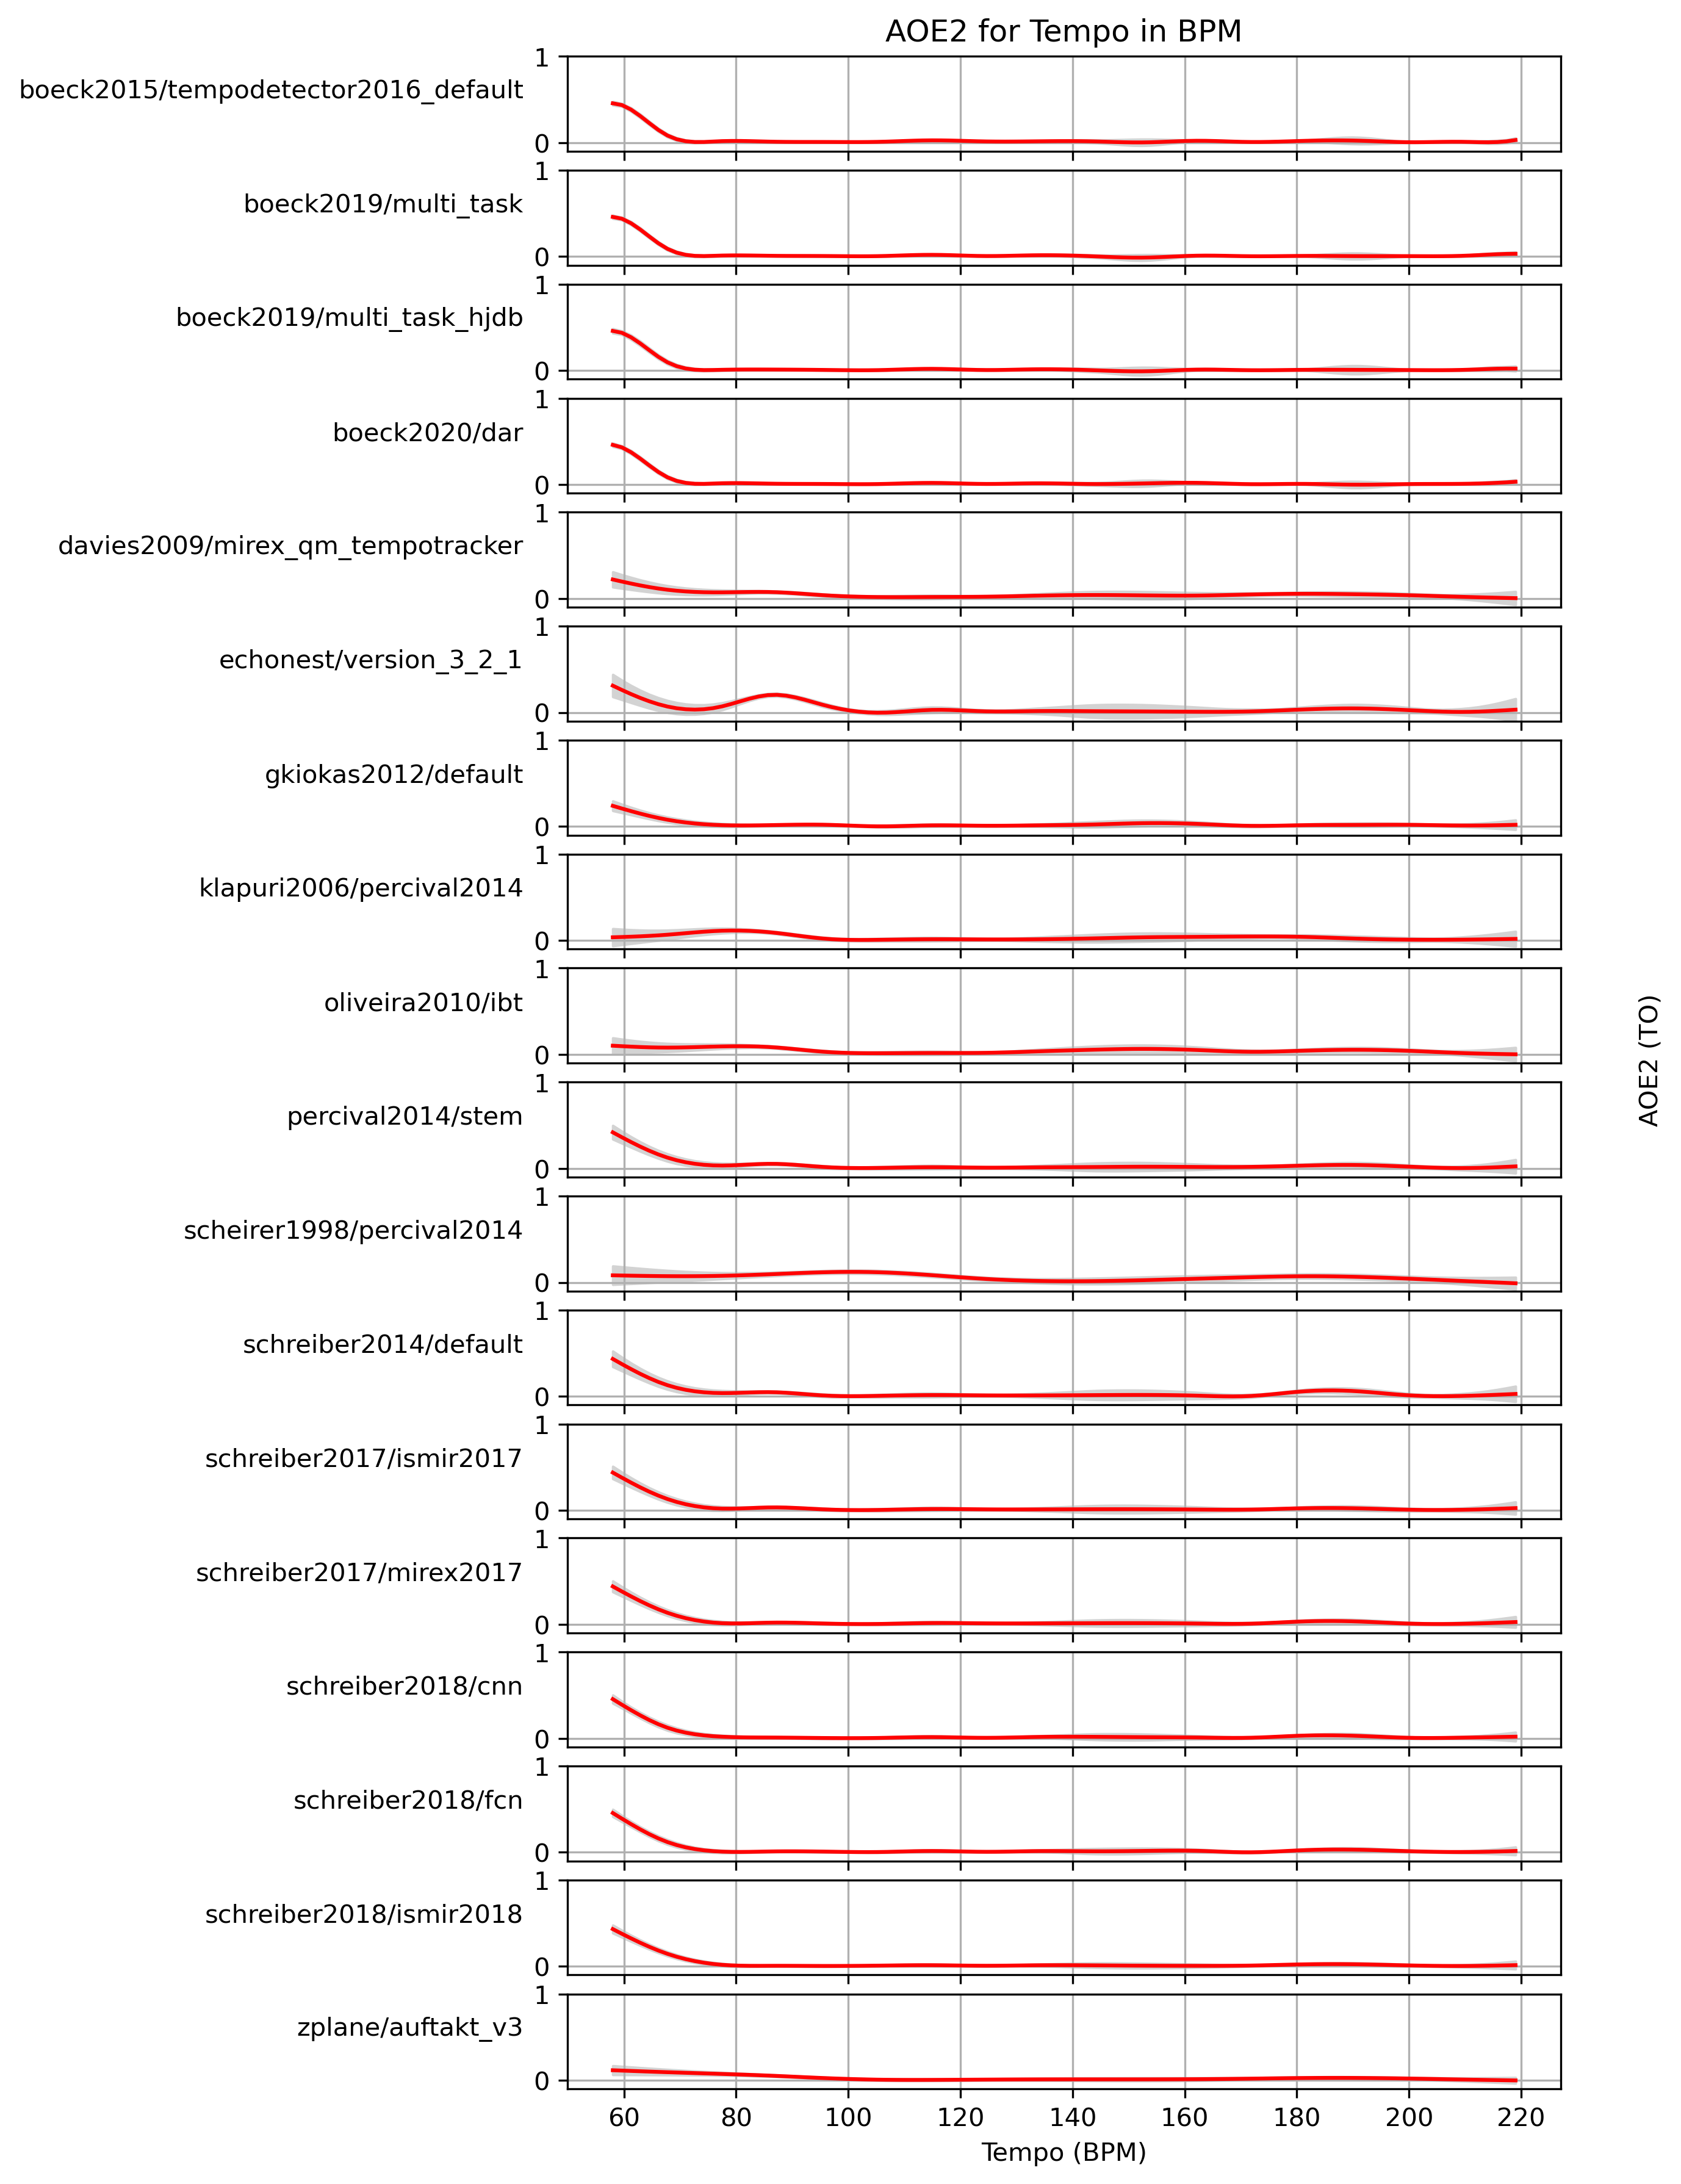 AOE2 for Tempo in BPM
1
boeck2015/tempodetector2016_default
0
1
boeck2019/multi_task
0
1
boeck2019/multi_task_hjdb
0
1
boeck2020/dar
0
1
davies2009/mirex_qm_tempotracker
0
1
echonest/version_3_2_1
0
1
gkiokas2012/default
0
1
klapuri2006/percival2014
0
1
oliveira2010/ibt
0
AOE2 (TO)
1
percival2014/stem
0
1
scheirer1998/percival2014
0
1
schreiber2014/default
0
1
schreiber2017/ismir2017
0
1
schreiber2017/mirex2017
0
1
schreiber2018/cnn
0
1
schreiber2018/fcn
0
1
schreiber2018/ismir2018
0
1
zplane/auftakt_v3
0
60 80 100 120 140 160 180 200 220
Tempo (BPM)